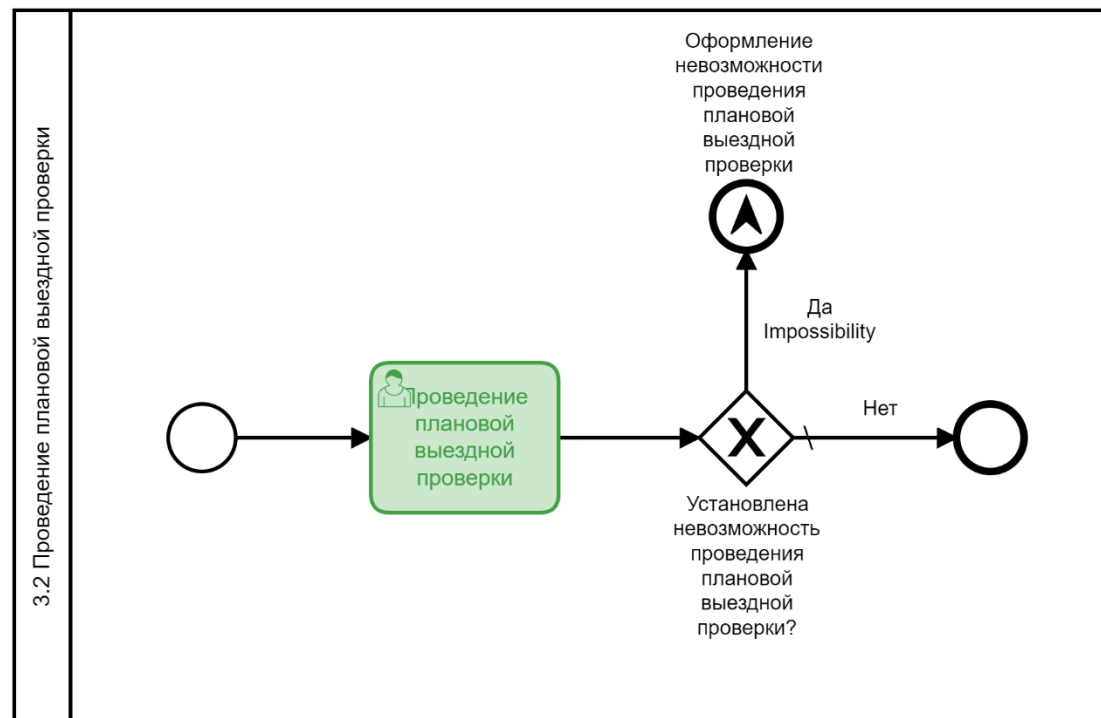 3.2 Проведение плановой выездной проверки
Оформление
невозможности
проведения
плановой
выездной
проверки
Да
Impossibility
Проведение
плановой
выездной
проверки
Нет
Установлена
невозможность
проведения
плановой
выездной
проверки?